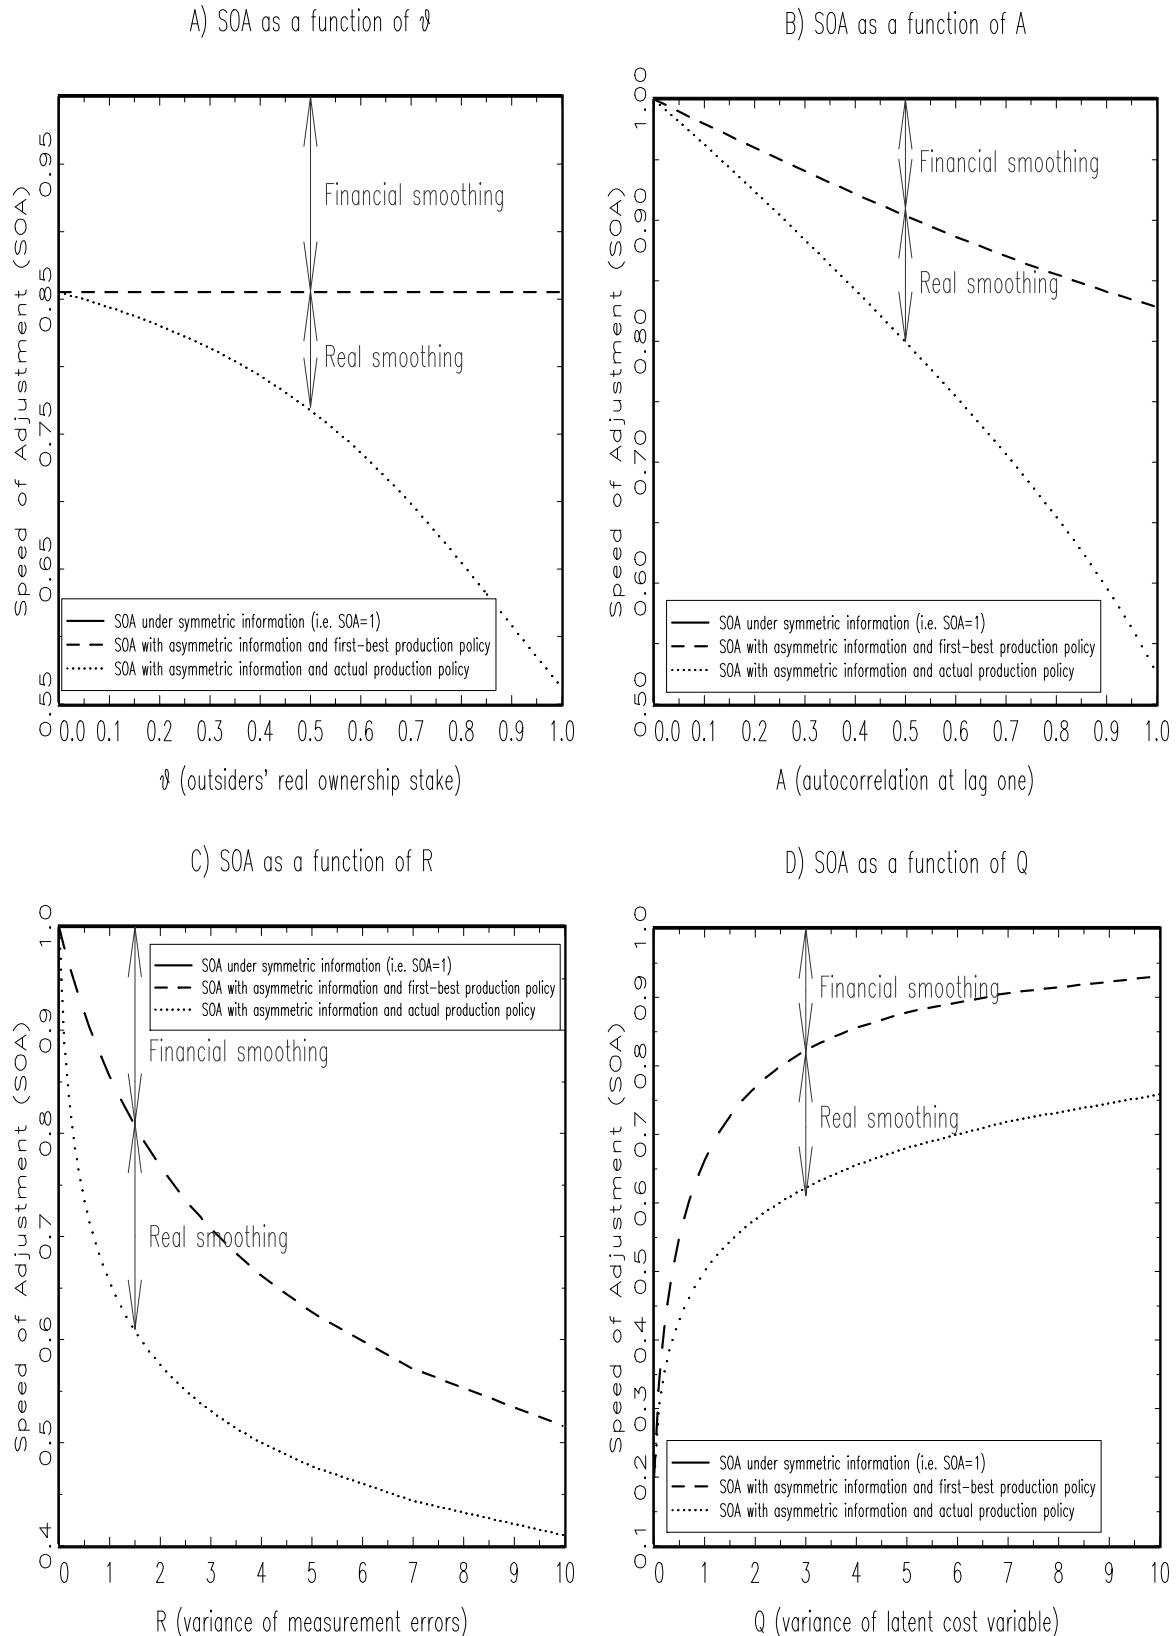 A) SOA as a function of ϑ
Speed of Adjustment (SOA)
0.55 0.65 0.75 0.85 0.95
Financial smoothing
Real smoothing
SOA under symmetric information (i.e. SOA=1)
SOA with asymmetric information and first-best production policy
SOA with asymmetric information and actual production policy
0.0 0.1 0.2 0.3 0.4 0.5 0.6 0.7 0.8 0.9 1.0
ϑ (outsiders' real ownership stake)
B) SOA as a function of A
Speed of Adjustment (SOA)
0.50 0.60 0.70 0.80 0.90 1.00
Financial smoothing
Real smoothing
SOA under symmetric information (i.e. SOA=1)
SOA with asymmetric information and first-best production policy
SOA with asymmetric information and actual production policy
0.0 0.1 0.2 0.3 0.4 0.5 0.6 0.7 0.8 0.9 1.0
A (autocorrelation at lag one)
C) SOA as a function of R
Speed of Adjustment (SOA)
0.4 0.5 0.6 0.7 0.8 0.9 1.0
SOA under symmetric information (i.e. SOA=1)
SOA with asymmetric information and first-best production policy
SOA with asymmetric information and actual production policy
Financial smoothing
Real smoothing
0 1 2 3 4 5 6 7 8 9 10
R (variance of measurement errors)
D) SOA as a function of Q
Speed of Adjustment (SOA)
0.1 0.2 0.3 0.4 0.5 0.6 0.7 0.8 0.9 1.0
Financial smoothing
Real smoothing
SOA under symmetric information (i.e. SOA=1)
SOA with asymmetric information and first-best production policy
SOA with asymmetric information and actual production policy
0 1 2 3 4 5 6 7 8 9 10
Q (variance of latent cost variable)